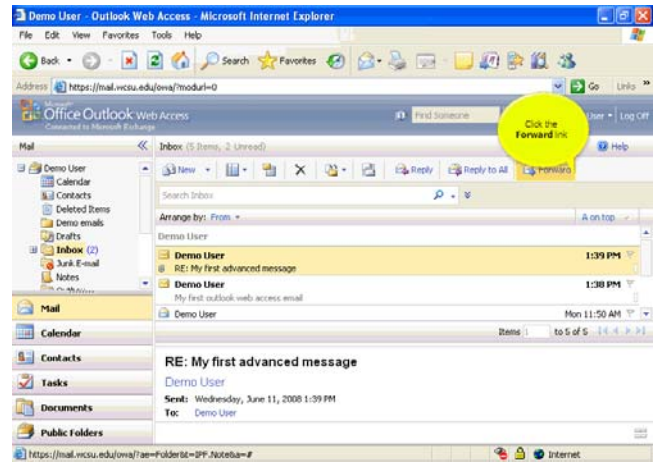 Demo User - Outlook Web Access - Microsoft Internet Explorer
File Edit View Favorites Tools Help
Back Search Favorites
Address https://mail.wcsu.edu/owa/?modurl=0 Go Links »
Microsoft
Office Outlook Web Access
Connected to Microsoft Exchange
Find Someone
User Log Off
Click the
Forward link
Mail « Inbox (5 Items, 2 Unread) Help
Demo User
Calendar
Contacts
Deleted Items
Demo emails
Drafts
Inbox (2)
Junk E-mail
Notes
New Reply Reply to All Forward
Search Inbox
Arrange by: From A on top
Demo User
Demo User 1:39 PM
RE: My first advanced message
Demo User 1:38 PM
My first outlook web access email
Demo User Mon 11:50 AM
Items 1 to 5 of 5
Mail
Calendar
Contacts
Tasks
Documents
Public Folders
RE: My first advanced message
Demo User
Sent: Wednesday, June 11, 2008 1:39 PM
To: Demo User
https://mail.wcsu.edu/owa/?ae=Folder&t=IPF.Note&a=# Internet